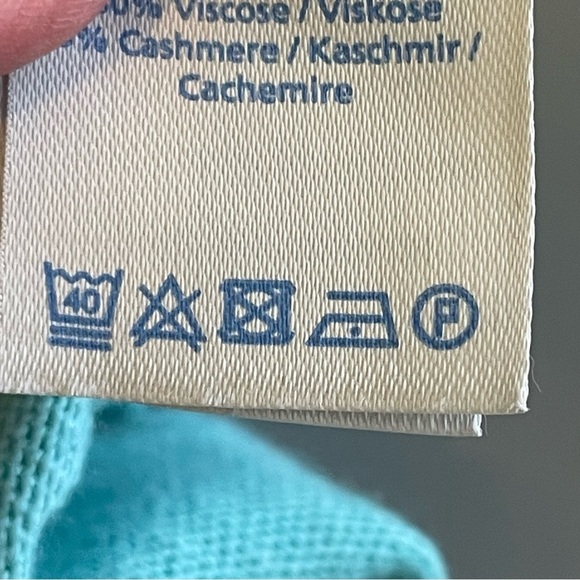 Viscose / Viskose
% Cashmere / Kaschmir /
Cachemire
40 P